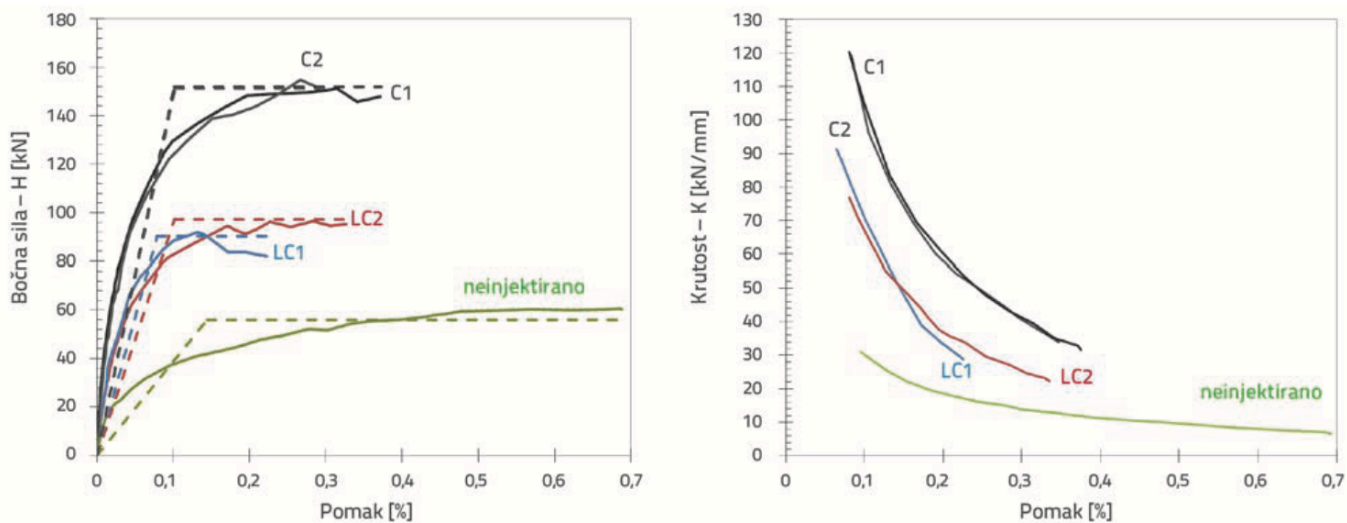 Bočna sila – H [kN]
180
160
140
120
100
80
60
40
20
0
C2
C1
LC2
LC1
neinjektirano
0 0,1 0,2 0,3 0,4 0,5 0,6 0,7
Pomak [%]
Krutost – K [kN/mm]
130
120
110
100
90
80
70
60
50
40
30
20
10
0
C1
C2
LC1
LC2
neinjektirano
0 0,1 0,2 0,3 0,4 0,5 0,6 0,7
Pomak [%]